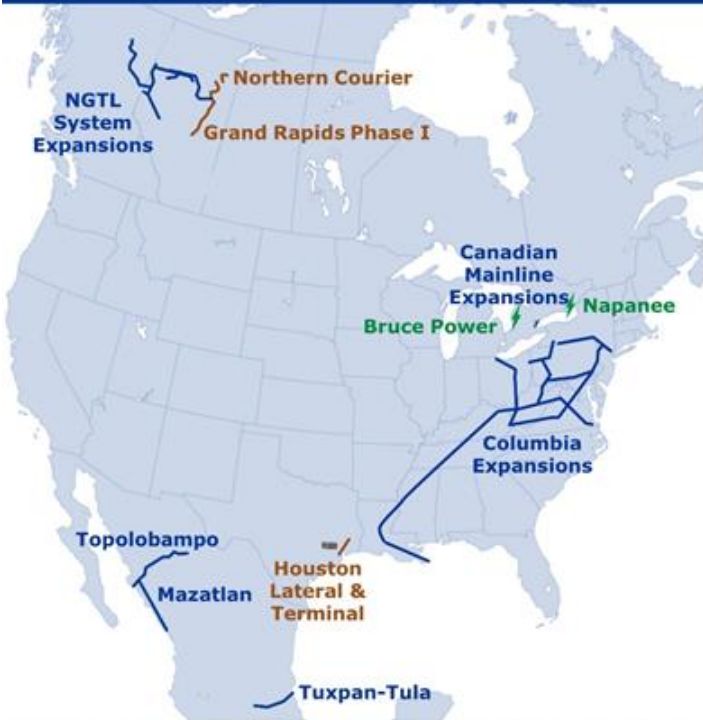 Northern Courier
NGTL
System
Expansions
Grand Rapids Phase I
Canadian
Mainline
Expansions
Napanee
Bruce Power
Columbia
Expansions
Topolobampo
Mazatlan
Houston
Lateral &
Terminal
Tuxpan-Tula